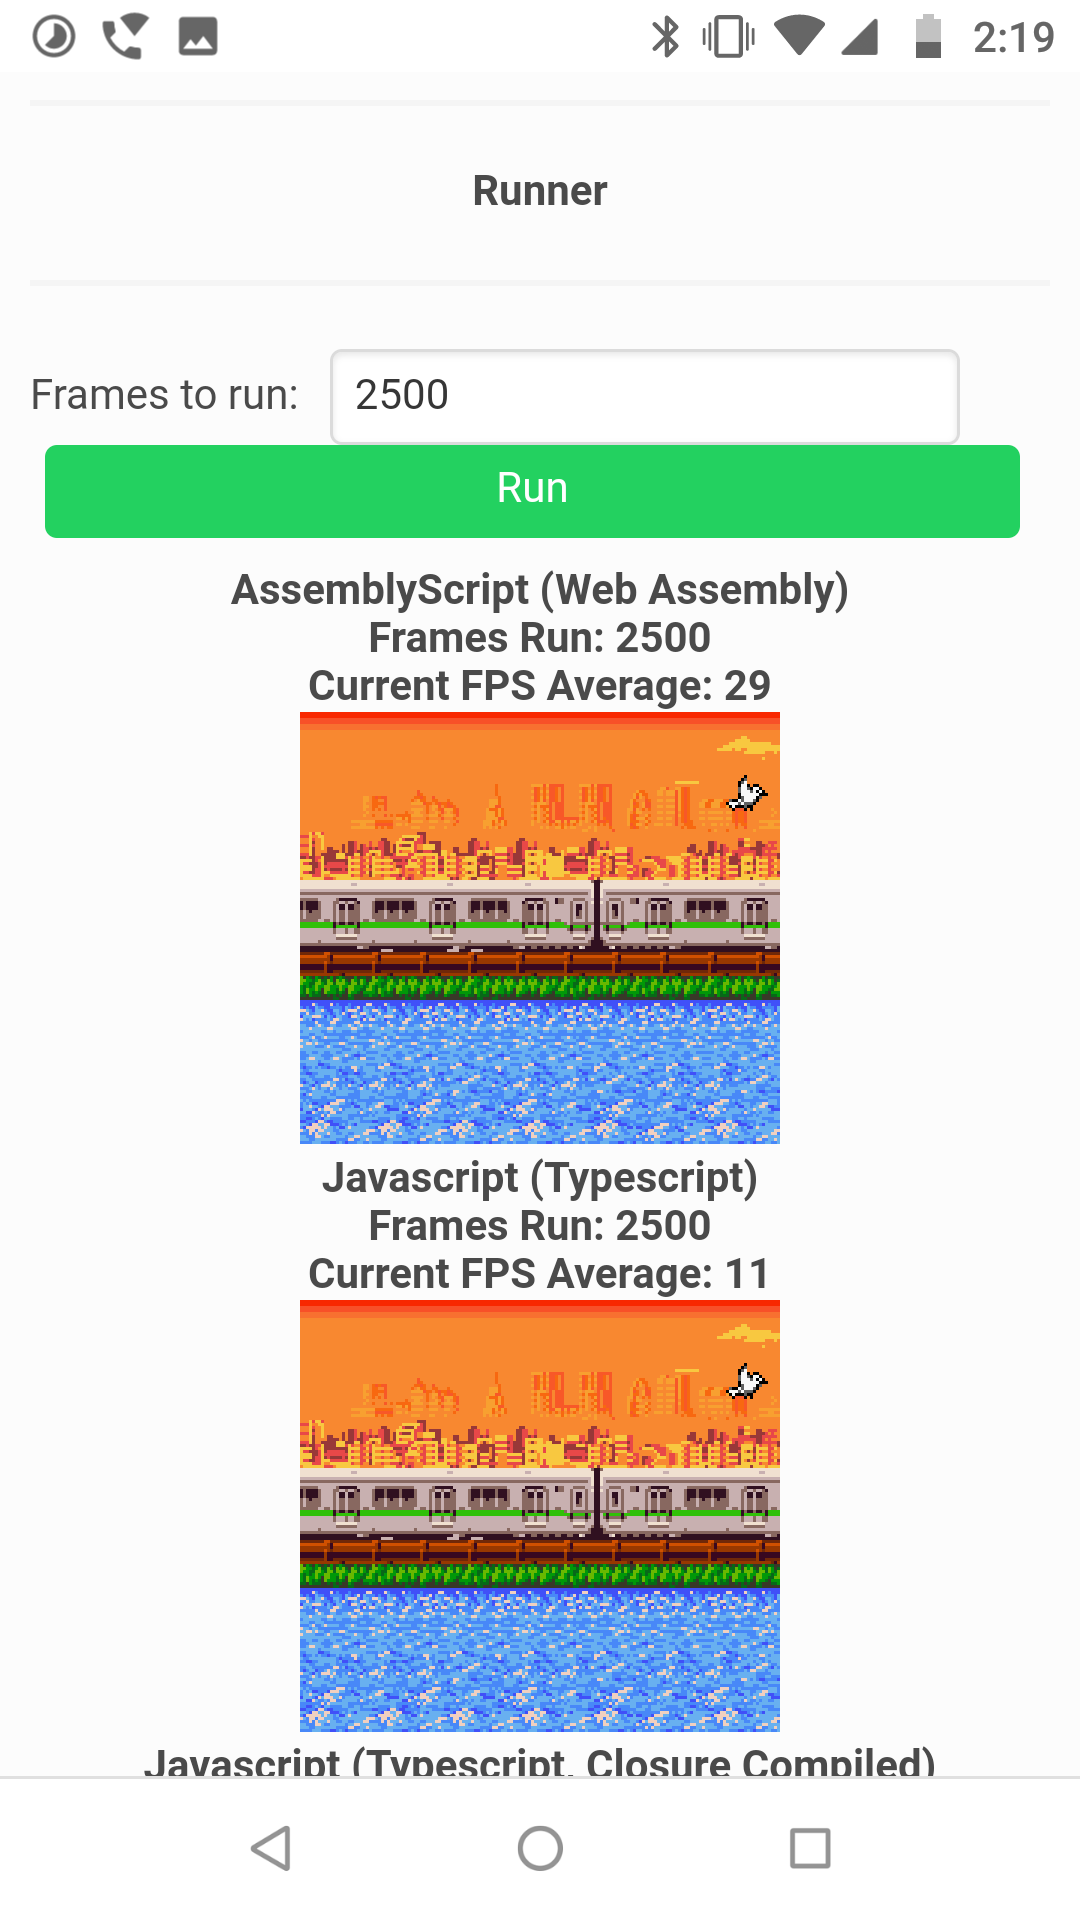 2:19
Runner
Frames to run: 2500
Run
AssemblyScript (Web Assembly)
Frames Run: 2500
Current FPS Average: 29
Javascript (Typescript)
Frames Run: 2500
Current FPS Average: 11
Javascript (Typescript, Closure Compiled)